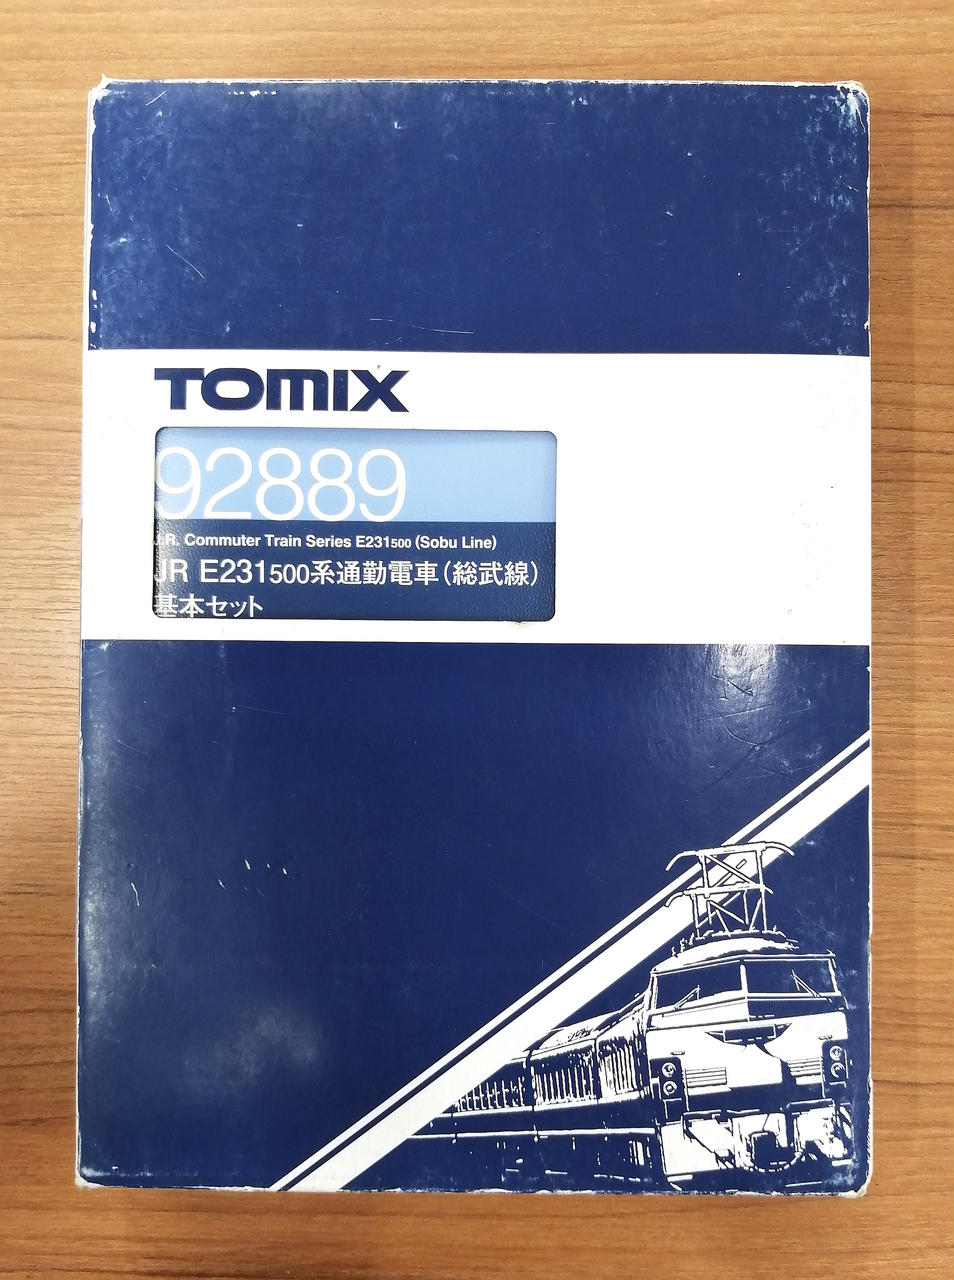 TOMIX
92889
J.R. Commuter Train Series E231500 (Sobu Line)
JR E231500系通勤電車(総武線)
基本セット